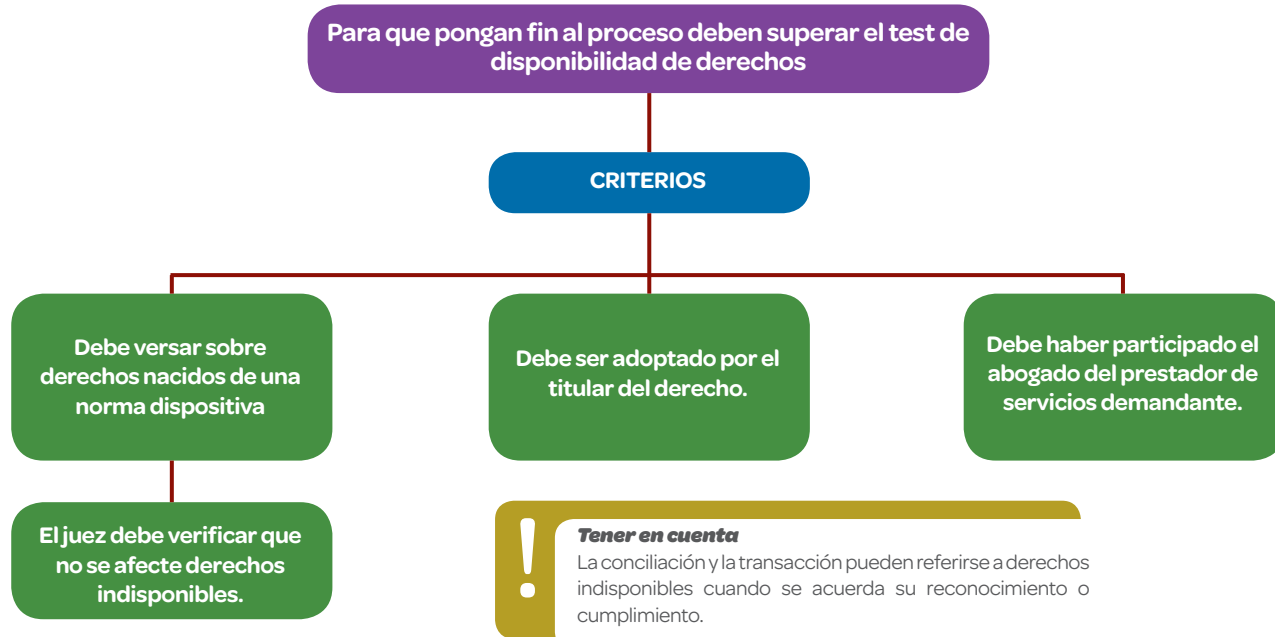 Para que pongan fin al proceso deben superar el test de
disponibilidad de derechos
CRITERIOS
Debe versar sobre
derechos nacidos de una
norma dispositiva
Debe ser adoptado por el
titular del derecho.
Debe haber participado el
abogado del prestador de
servicios demandante.
El juez debe verificar que
no se afecte derechos
indisponibles.
!
Tener en cuenta
La conciliación y la transacción pueden referirse a derechos
indisponibles cuando se acuerda su reconocimiento o
cumplimiento.